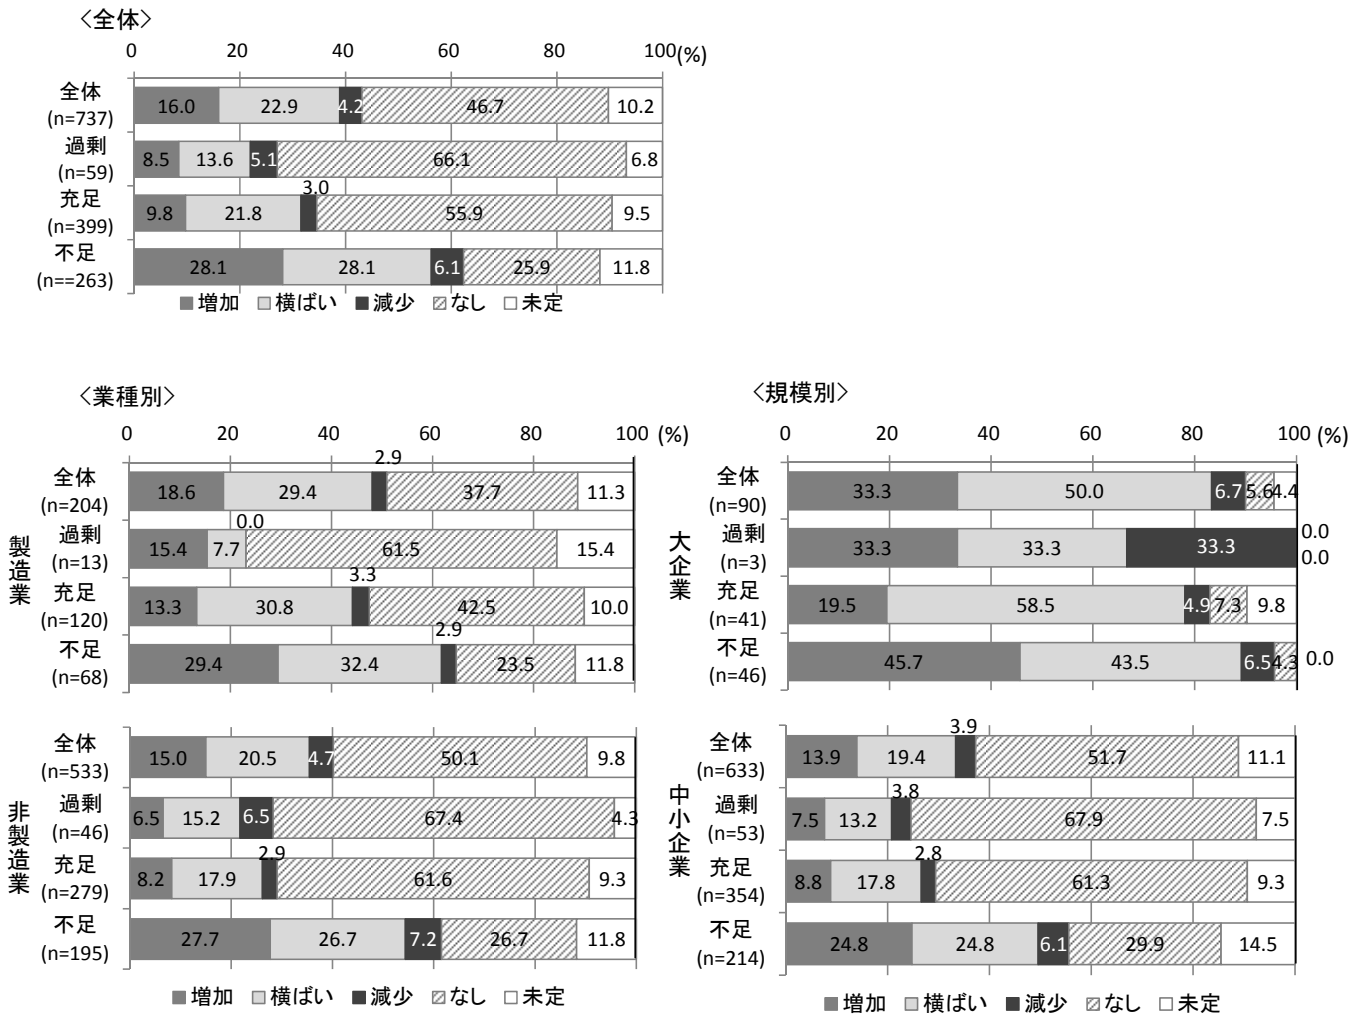 〈全体〉
0 20 40 60 80 100(%)
全体 16.0 22.9 4.2 46.7 10.2
(n=737)
過剰 8.5 13.6 5.1 66.1 6.8
(n=59)
3.0
充足 9.8 21.8 55.9 9.5
(n=399)
不足 28.1 28.1 6.1 25.9 11.8
(n==263)
増加 横ばい 減少 なし 未定
〈業種別〉
0 20 40 60 80 100 (%)
製造業
2.9
全体 18.6 29.4 37.7 11.3
(n=204)
0.0
過剰 15.4 7.7 61.5 15.4
(n=13)
3.3
充足 13.3 30.8 42.5 10.0
(n=120)
2.9
不足 29.4 32.4 23.5 11.8
(n=68)
非製造業
全体 15.0 20.5 4.7 50.1 9.8
(n=533)
過剰 6.5 15.2 6.5 67.4 4.3
(n=46)
2.9
充足 8.2 17.9 61.6 9.3
(n=279)
不足 27.7 26.7 7.2 26.7 11.8
(n=195)
増加 横ばい 減少 なし 未定
〈規模別〉
0 20 40 60 80 100 (%)
大企業
全体 33.3 50.0 6.7 5.6 4.4
(n=90)
過剰 33.3 33.3 33.3 0.0
(n=3) 0.0
充足 19.5 58.5 4.9 7.3 9.8
(n=41)
不足 45.7 43.5 6.5 4.3 0.0
(n=46)
中小企業
3.9
全体 13.9 19.4 51.7 11.1
(n=633)
3.8
過剰 7.5 13.2 67.9 7.5
(n=53)
2.8
充足 8.8 17.8 61.3 9.3
(n=354)
不足 24.8 24.8 6.1 29.9 14.5
(n=214)
増加 横ばい 減少 なし 未定